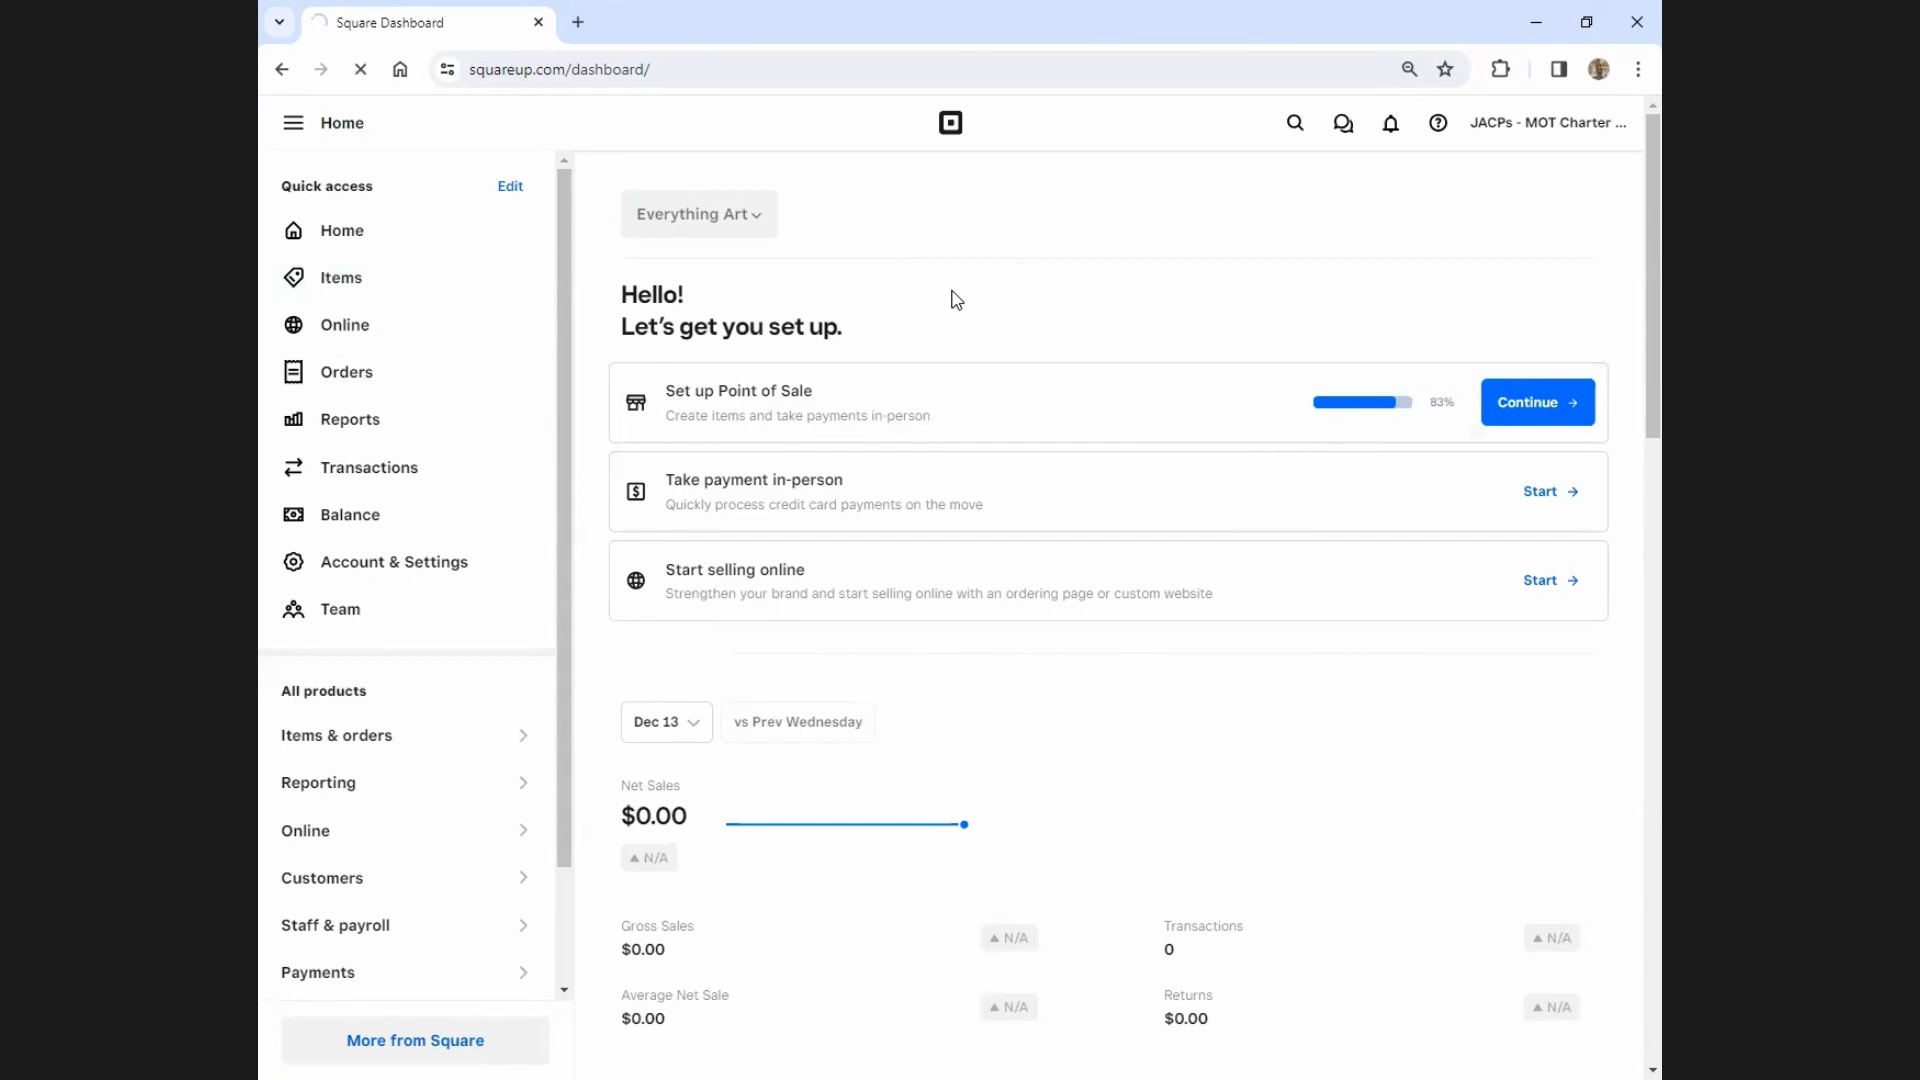 Square Dashboard
squareup.com/dashboard/
Home
JACPs - MOT Charter ...
Quick access
Edit
Home
Items
Online
Orders
Reports
Transactions
Balance
Account & Settings
Team
All products
Items & orders
Reporting
Online
Customers
Staff & payroll
Payments
More from Square
Everything Art
Hello!
Let's get you set up.
Set up Point of Sale
Create items and take payments in-person
83%
Continue →
Take payment in-person
Quickly process credit card payments on the move
Start →
Start selling online
Strengthen your brand and start selling online with an ordering page or custom website
Start →
Dec 13
vs Prev Wednesday
Net Sales
$0.00
▲ N/A
Gross Sales
$0.00
▲ N/A
Transactions
0
▲ N/A
Average Net Sale
$0.00
▲ N/A
Returns
$0.00
▲ N/A